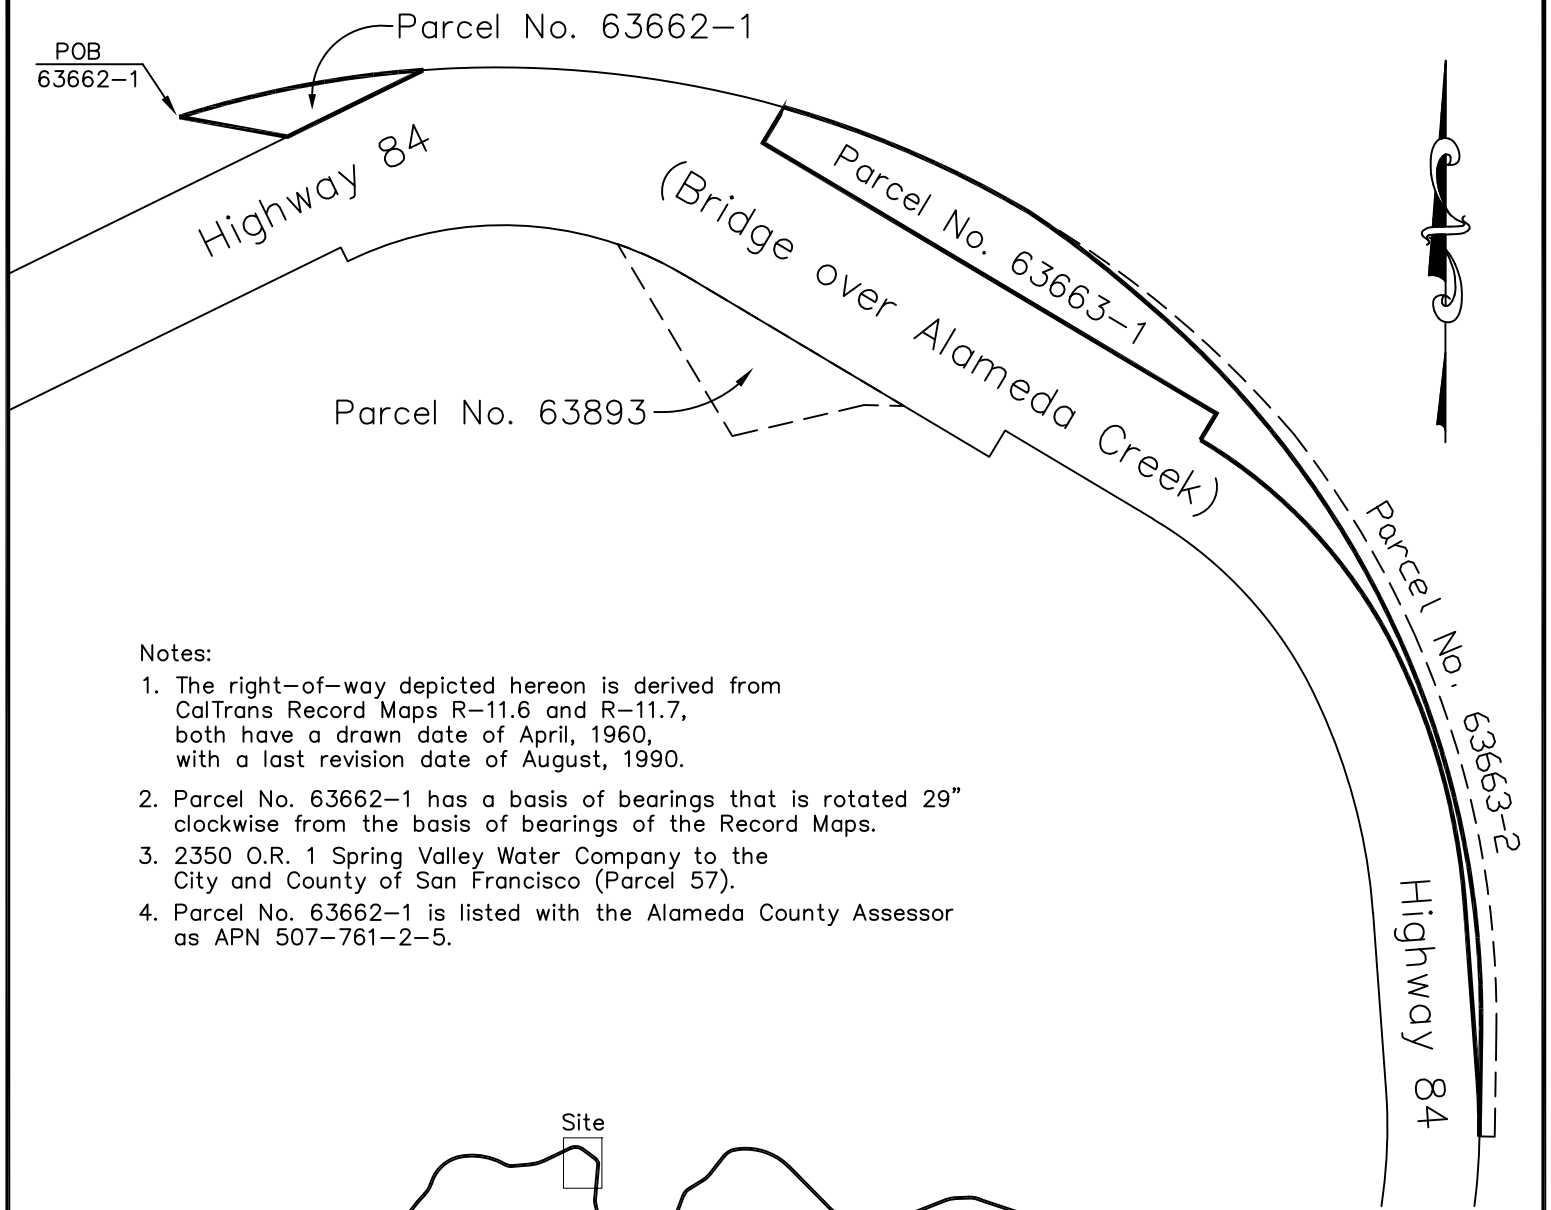 Parcel No. 63662-1
POB
63662-1
Highway 84
(Bridge over Alameda Creek)
Parcel No. 63663-1
Parcel No. 63893
Parcel No. 63663-2
Notes:
1. The right-of-way depicted hereon is derived from
CalTrans Record Maps R-11.6 and R-11.7,
both have a drawn date of April, 1960,
with a last revision date of August, 1990.
2. Parcel No. 63662-1 has a basis of bearings that is rotated 29"
clockwise from the basis of bearings of the Record Maps.
3. 2350 O.R. 1 Spring Valley Water Company to the
City and County of San Francisco (Parcel 57).
4. Parcel No. 63662-1 is listed with the Alameda County Assessor
as APN 507-761-2-5.
Highway 84
Site